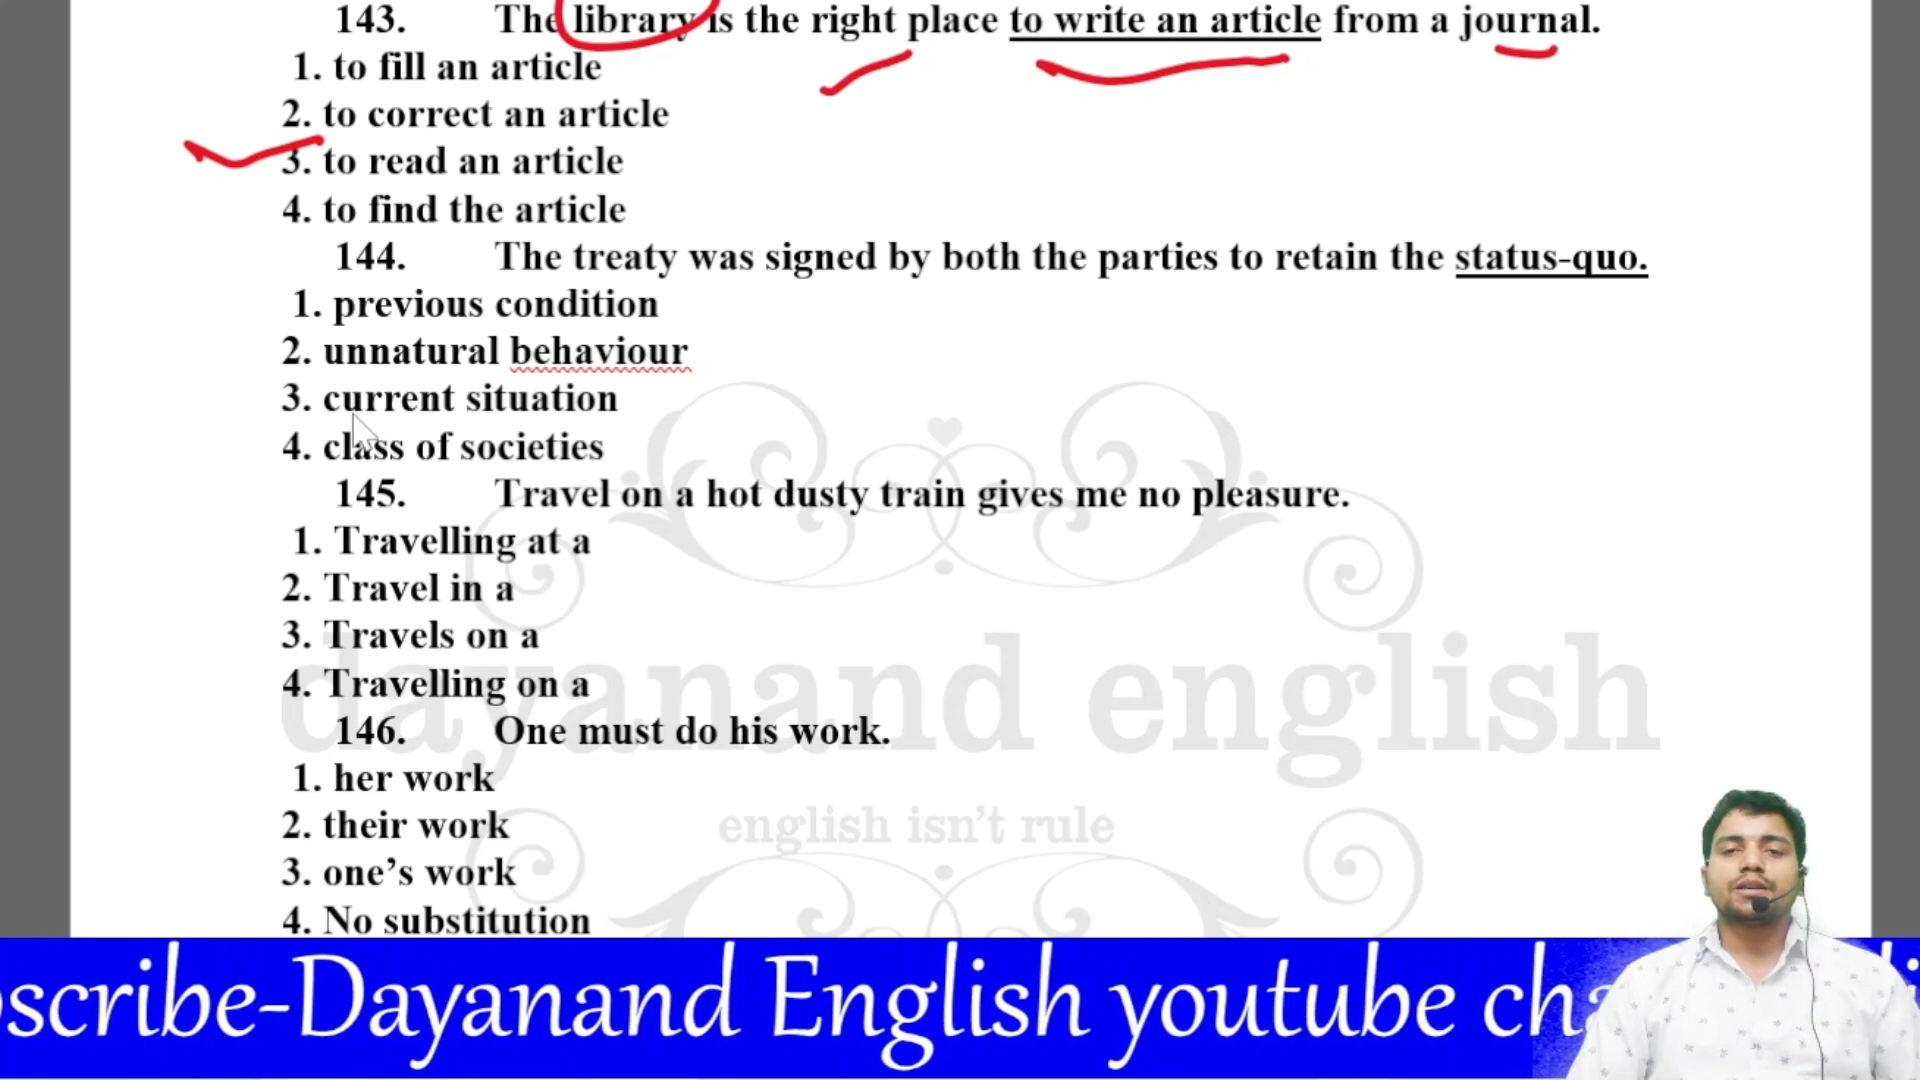 143. The library is the right place to write an article from a journal.
1. to fill an article
2. to correct an article
3. to read an article
4. to find the article
144. The treaty was signed by both the parties to retain the status-quo.
1. previous condition
2. unnatural behaviour
3. current situation
4. class of societies
145. Travel on a hot dusty train gives me no pleasure.
1. Travelling at a
2. Travel in a
3. Travels on a
4. Travelling on a
dayanand english
146. One must do his work.
1. her work
2. their work
english isn't rule
3. one's work
4. No substitution
bscribe-Dayanand English youtube cha